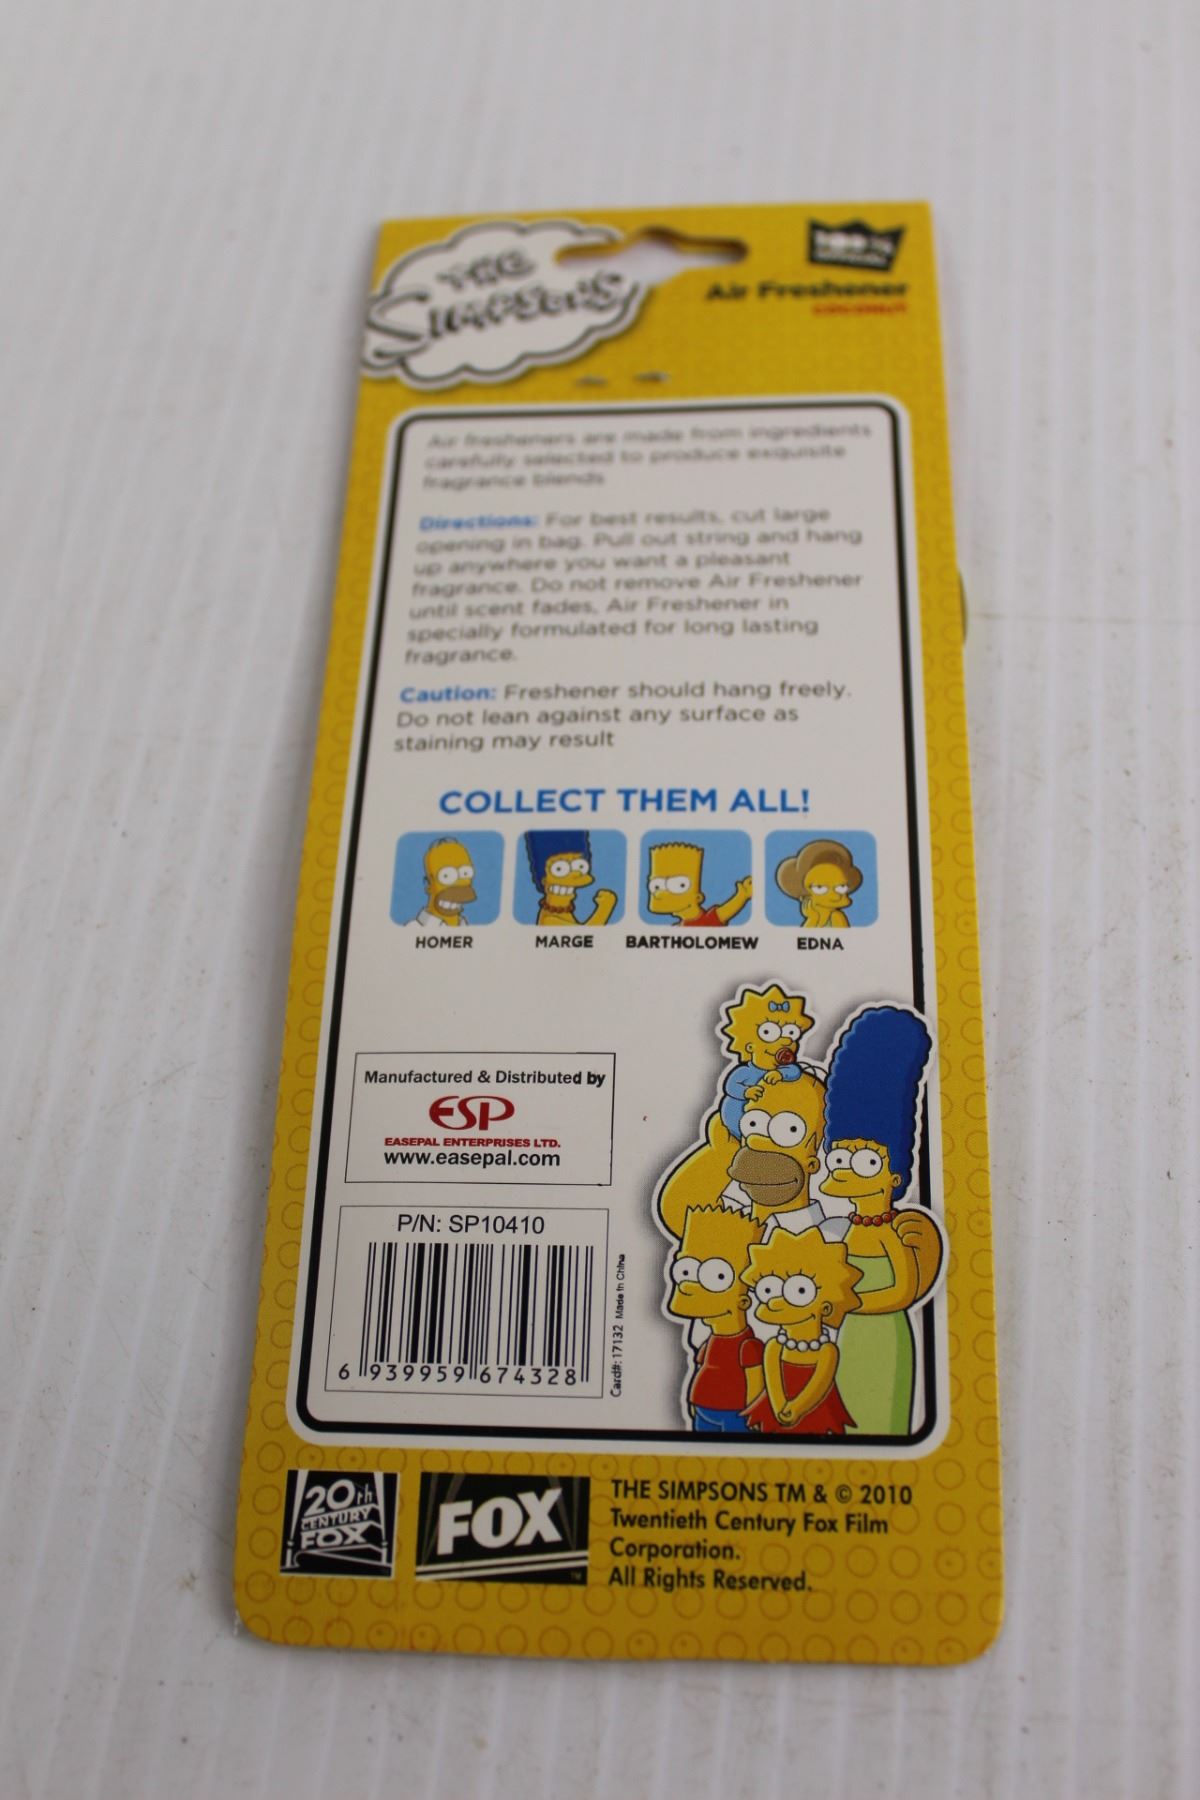 THE
SIMPSONS
Air Freshener
COCONUT
Air fresheners are made from ingredients
carefully selected to produce exquisite
fragrance blends
Directions: For best results, cut large
opening in bag. Pull out string and hang
up anywhere you want a pleasant
fragrance. Do not remove Air Freshener
until scent fades, Air Freshener in
specially formulated for long lasting
fragrance.
Caution: Freshener should hang freely.
Do not lean against any surface as
staining may result
COLLECT THEM ALL!
HOMER MARGE BARTHOLOMEW EDNA
Manufactured & Distributed by
ESP
EASEPAL ENTERPRISES LTD.
www.easepal.com
P/N: SP10410
6 939959 674328
Card#: 17132 Made in China
20th
CENTURY
FOX
FOX
THE SIMPSONS TM & © 2010
Twentieth Century Fox Film
Corporation.
All Rights Reserved.